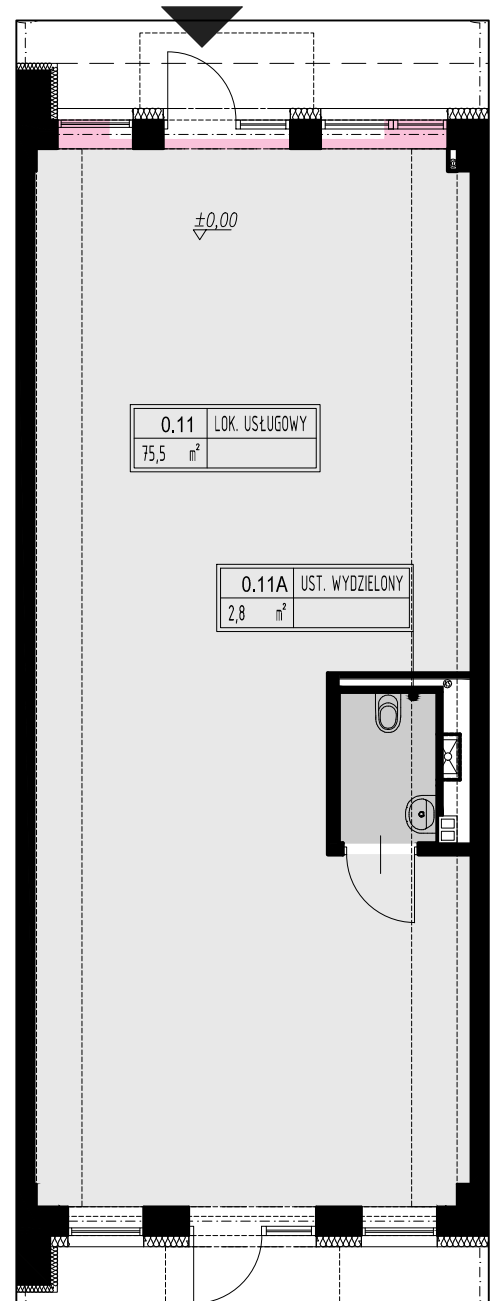 ±0,00
0.11 LOK. USŁUGOWY
75,5 m²
0.11A UST. WYDZIELONY
2,8 m²